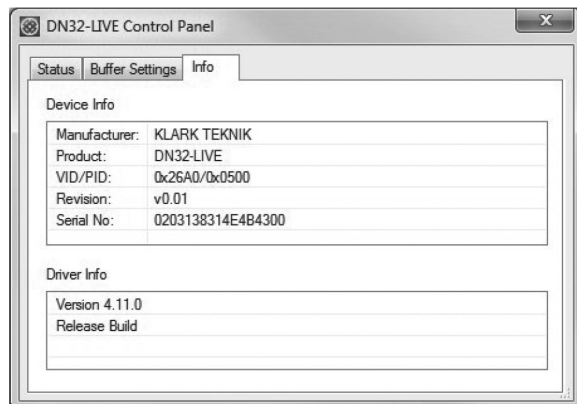 DN32-LIVE Control Panel
Status Buffer Settings Info
Device Info
Manufacturer: KLARK TEKNIK
Product: DN32-LIVE
VID/PID: 0x26A0/0x0500
Revision: v0.01
Serial No: 0203138314E4B4300
Driver Info
Version 4.11.0
Release Build